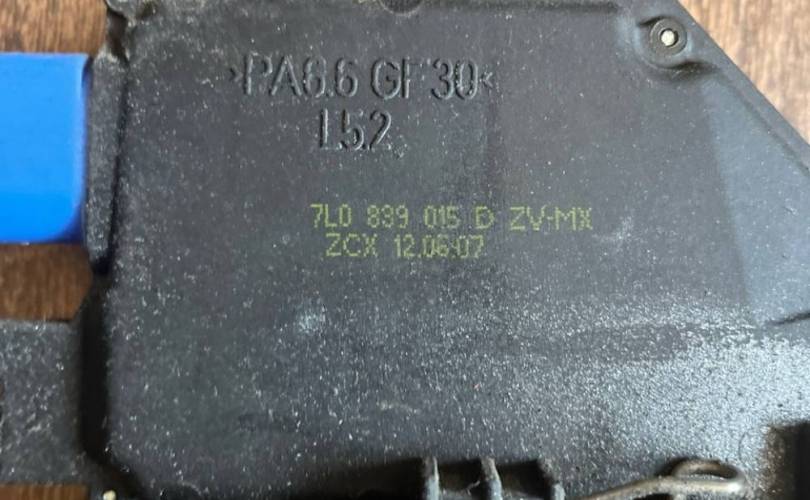 >PA6.6 GF30<
152
7L0 839 015 D ZV-MX
ZCX 12.06.07